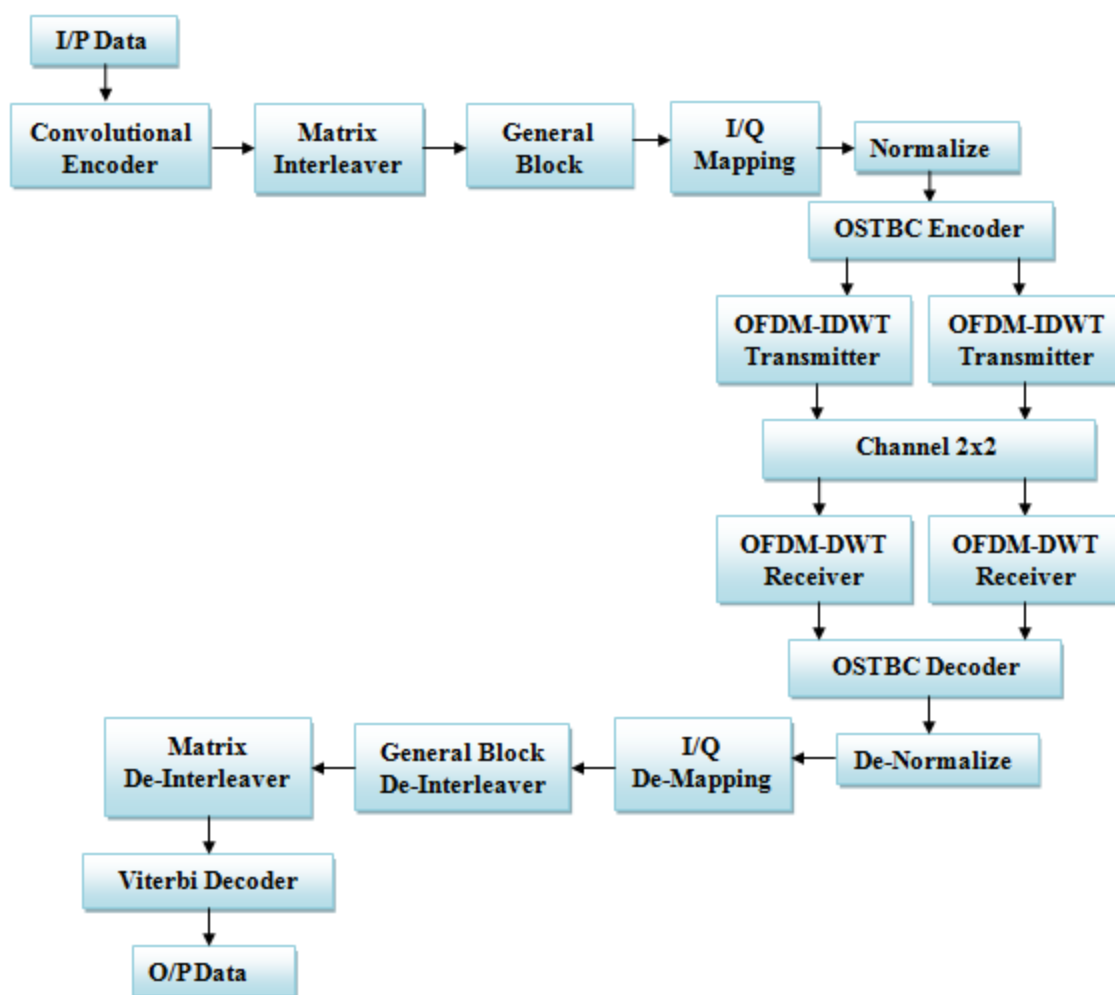 I/P Data
Convolutional
Encoder
Matrix
Interleaver
General
Block
I/Q
Mapping
Normalize
OSTBC Encoder
OFDM-IDWT
Transmitter
OFDM-IDWT
Transmitter
Channel 2x2
OFDM-DWT
Receiver
OFDM-DWT
Receiver
OSTBC Decoder
De-Normalize
I/Q
De-Mapping
General Block
De-Interleaver
Matrix
De-Interleaver
Viterbi Decoder
O/P Data